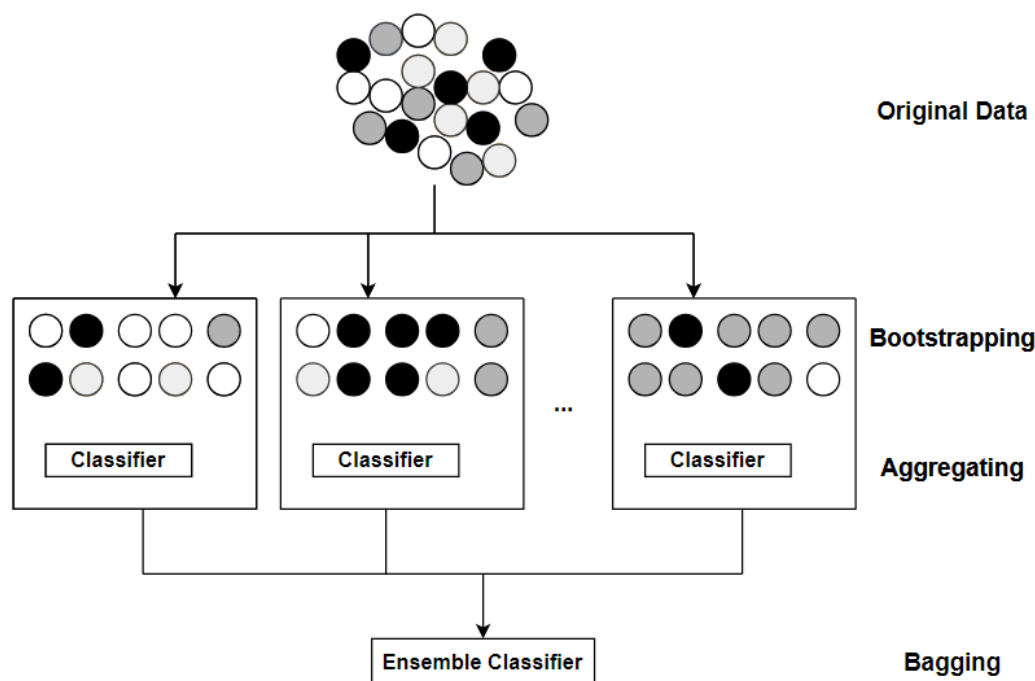 Original Data
Bootstrapping
...
Classifier
Classifier
Classifier
Aggregating
Ensemble Classifier
Bagging